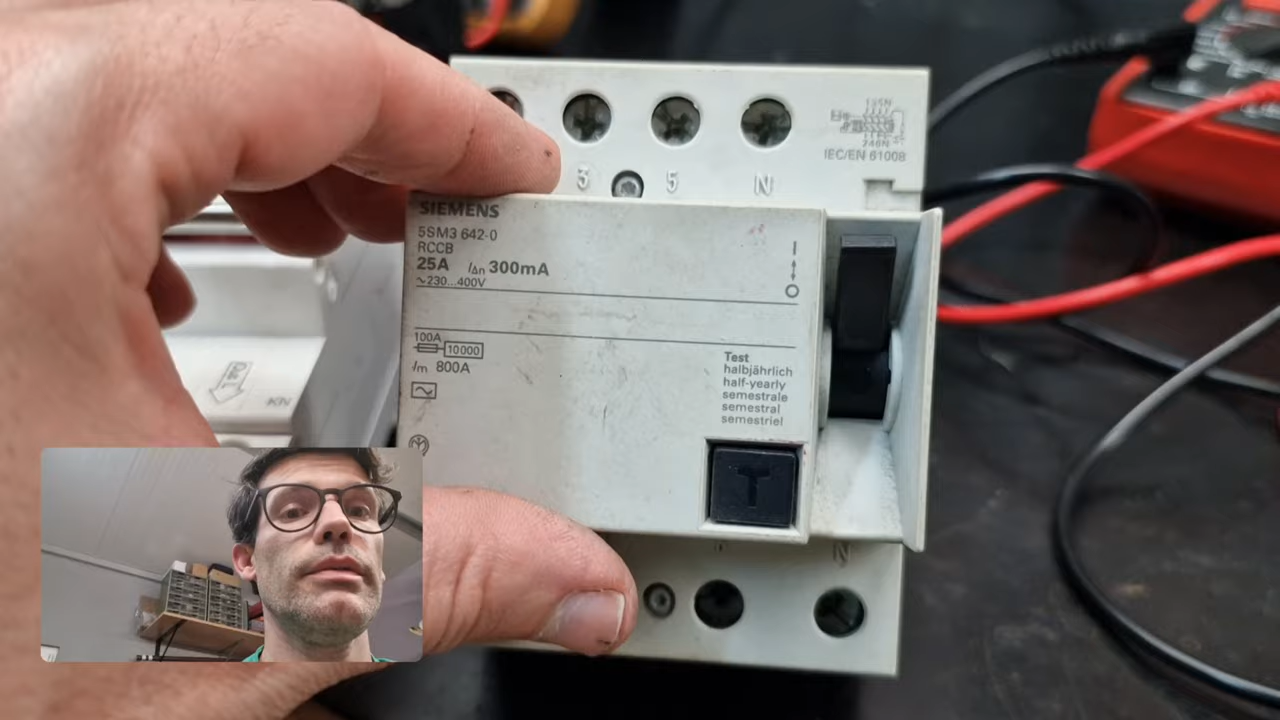 3
5
N
IEC/EN 61008
SIEMENS
5SM3 642-0
RCCB
25A I∆n 300mA
~230...400V
I
O
100A
10000
Im 800A
Test
halbjährlich
half-yearly
semestrale
semestral
semestriel
T
N
KN